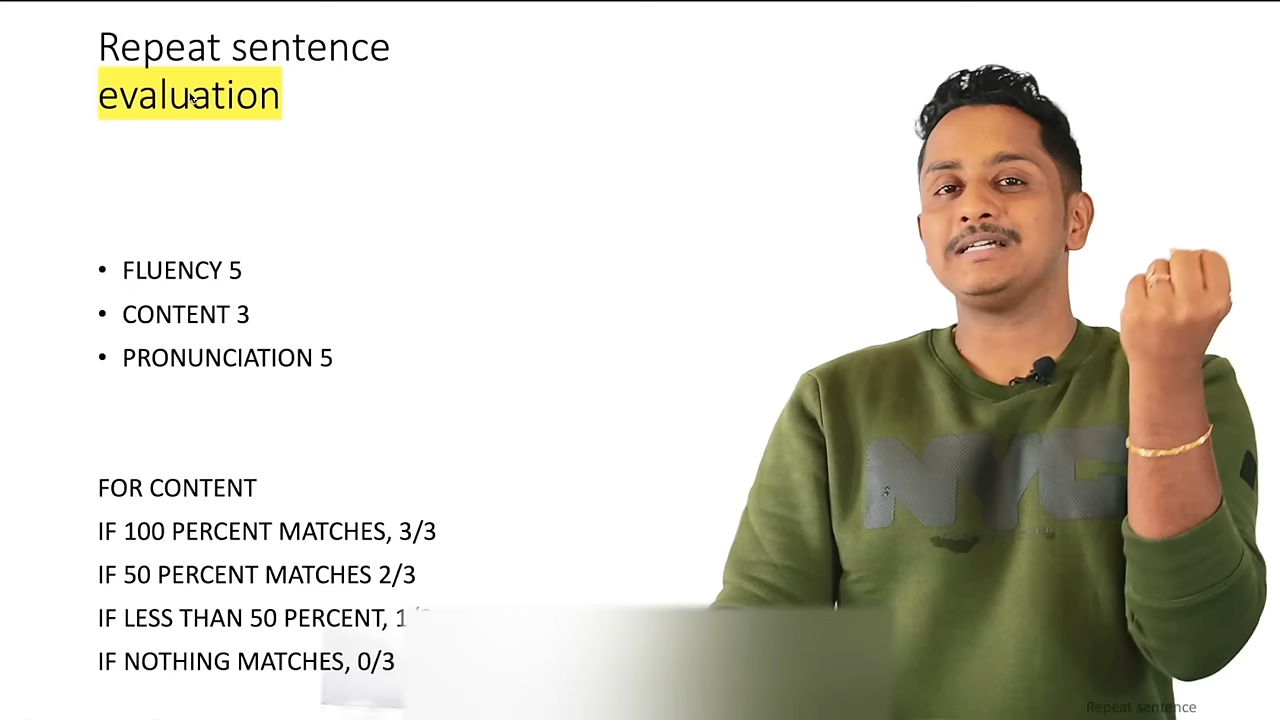 Repeat sentence
evaluation
• FLUENCY 5
• CONTENT 3
• PRONUNCIATION 5
FOR CONTENT
IF 100 PERCENT MATCHES, 3/3
IF 50 PERCENT MATCHES 2/3
IF LESS THAN 50 PERCENT, 1
IF NOTHING MATCHES, 0/3
NYC
Repeat sentence